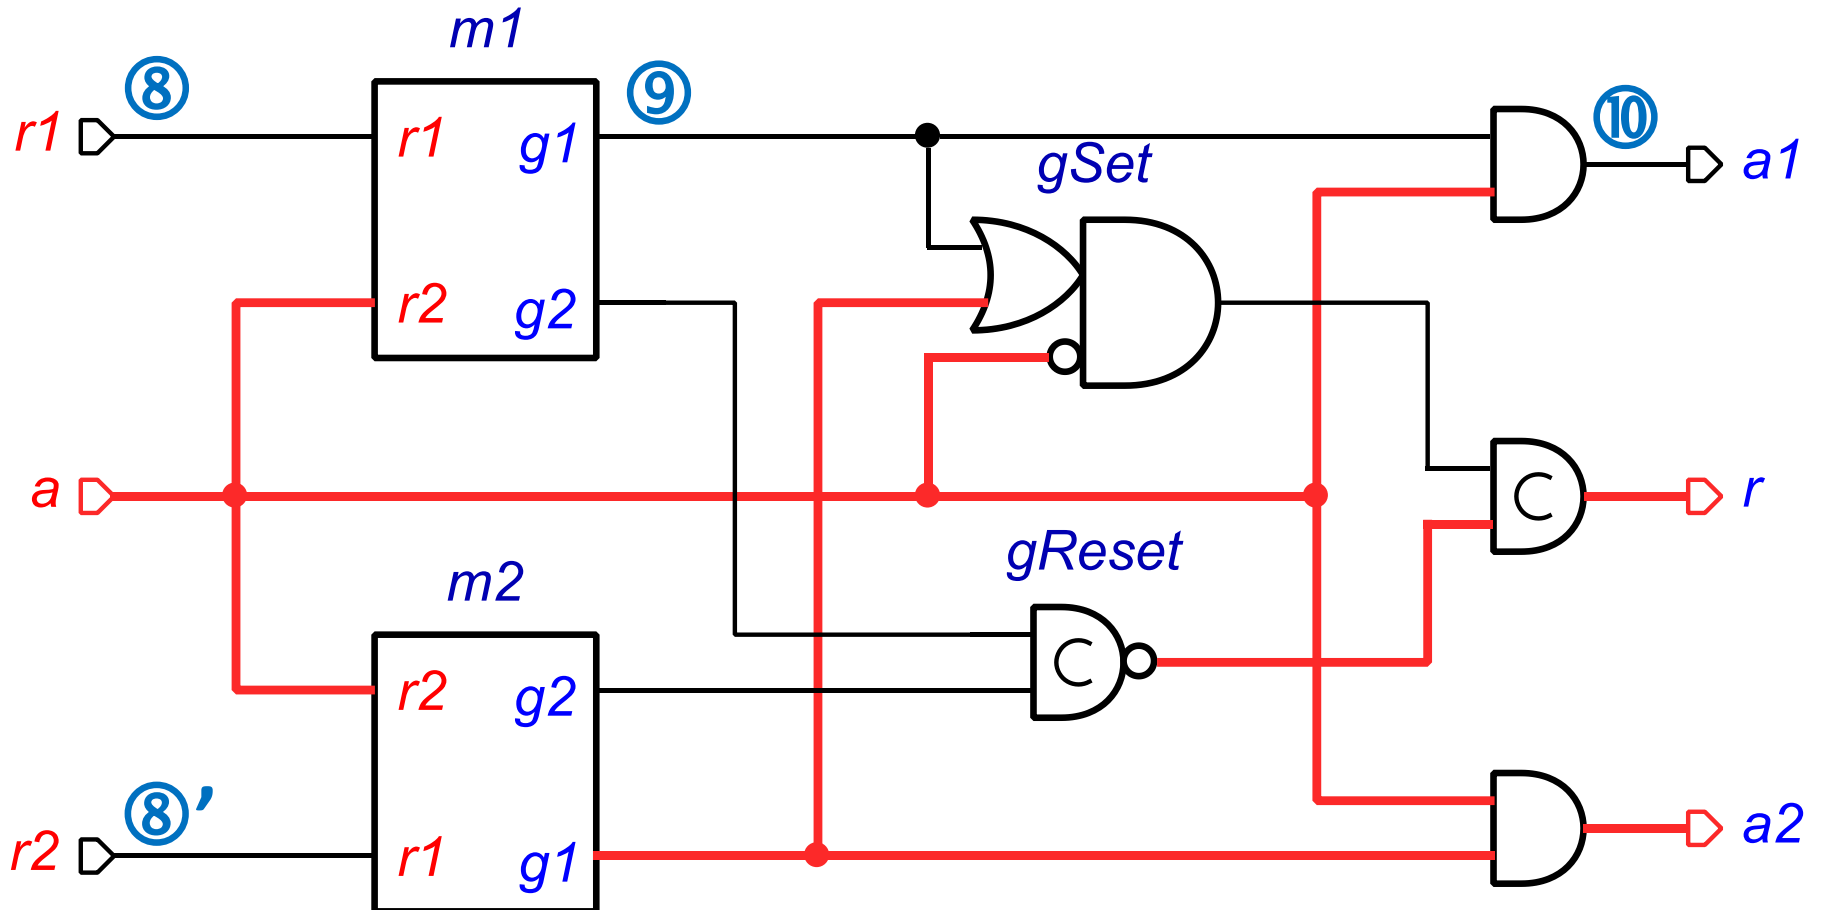 m1
⑧
⑨
⑩
r1
r1
g1
gSet
a1
r2
g2
a
r
C
gReset
m2
C
r2
g2
⑧’
a2
r2
r1
g1